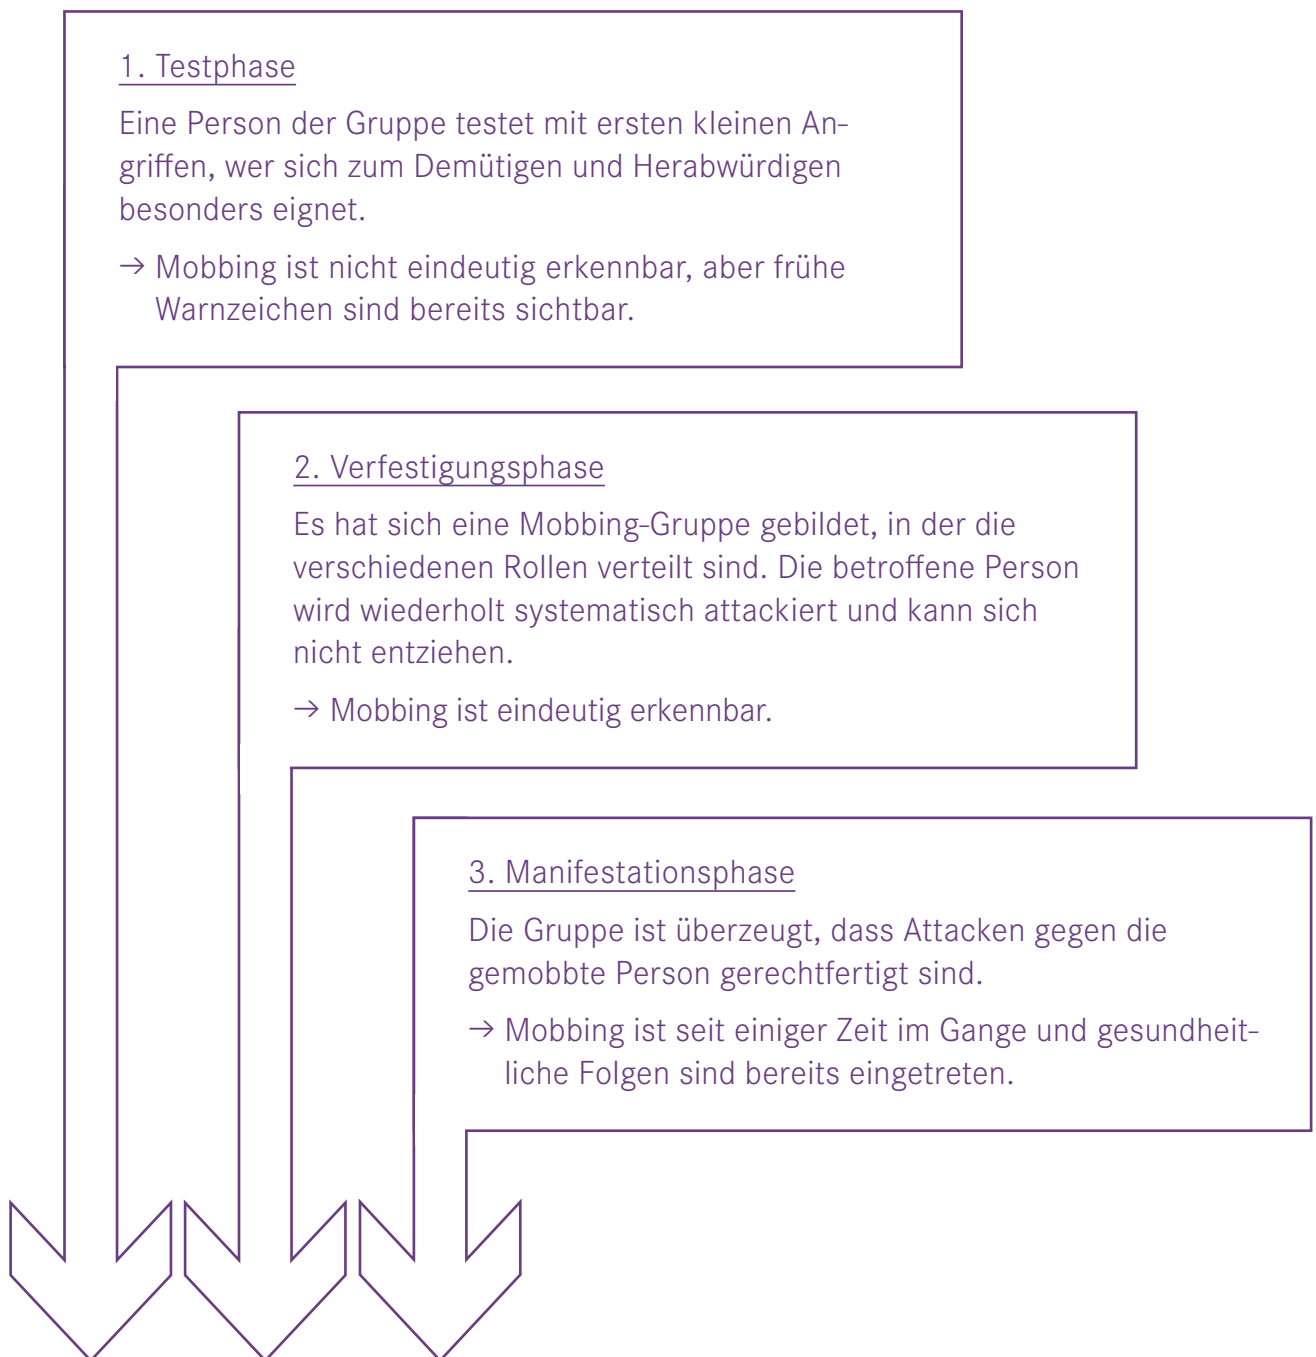 1. Testphase
Eine Person der Gruppe testet mit ersten kleinen An-
griffen, wer sich zum Demütigen und Herabwürdigen
besonders eignet.
→ Mobbing ist nicht eindeutig erkennbar, aber frühe
Warnzeichen sind bereits sichtbar.
2. Verfestigungsphase
Es hat sich eine Mobbing-Gruppe gebildet, in der die
verschiedenen Rollen verteilt sind. Die betroffene Person
wird wiederholt systematisch attackiert und kann sich
nicht entziehen.
→ Mobbing ist eindeutig erkennbar.
3. Manifestationsphase
Die Gruppe ist überzeugt, dass Attacken gegen die
gemobbte Person gerechtfertigt sind.
→ Mobbing ist seit einiger Zeit im Gange und gesundheit-
liche Folgen sind bereits eingetreten.